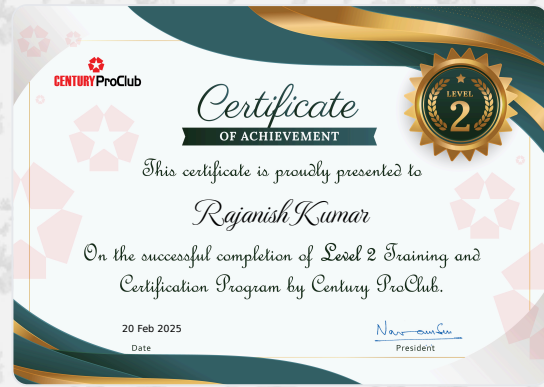 CENTURY ProClub
Certificate
OF ACHIEVEMENT
LEVEL
2
This certificate is proudly presented to
Rajanish Kumar
On the successful completion of Level 2 Training and
Certification Program by Century ProClub.
20 Feb 2025
Date
President